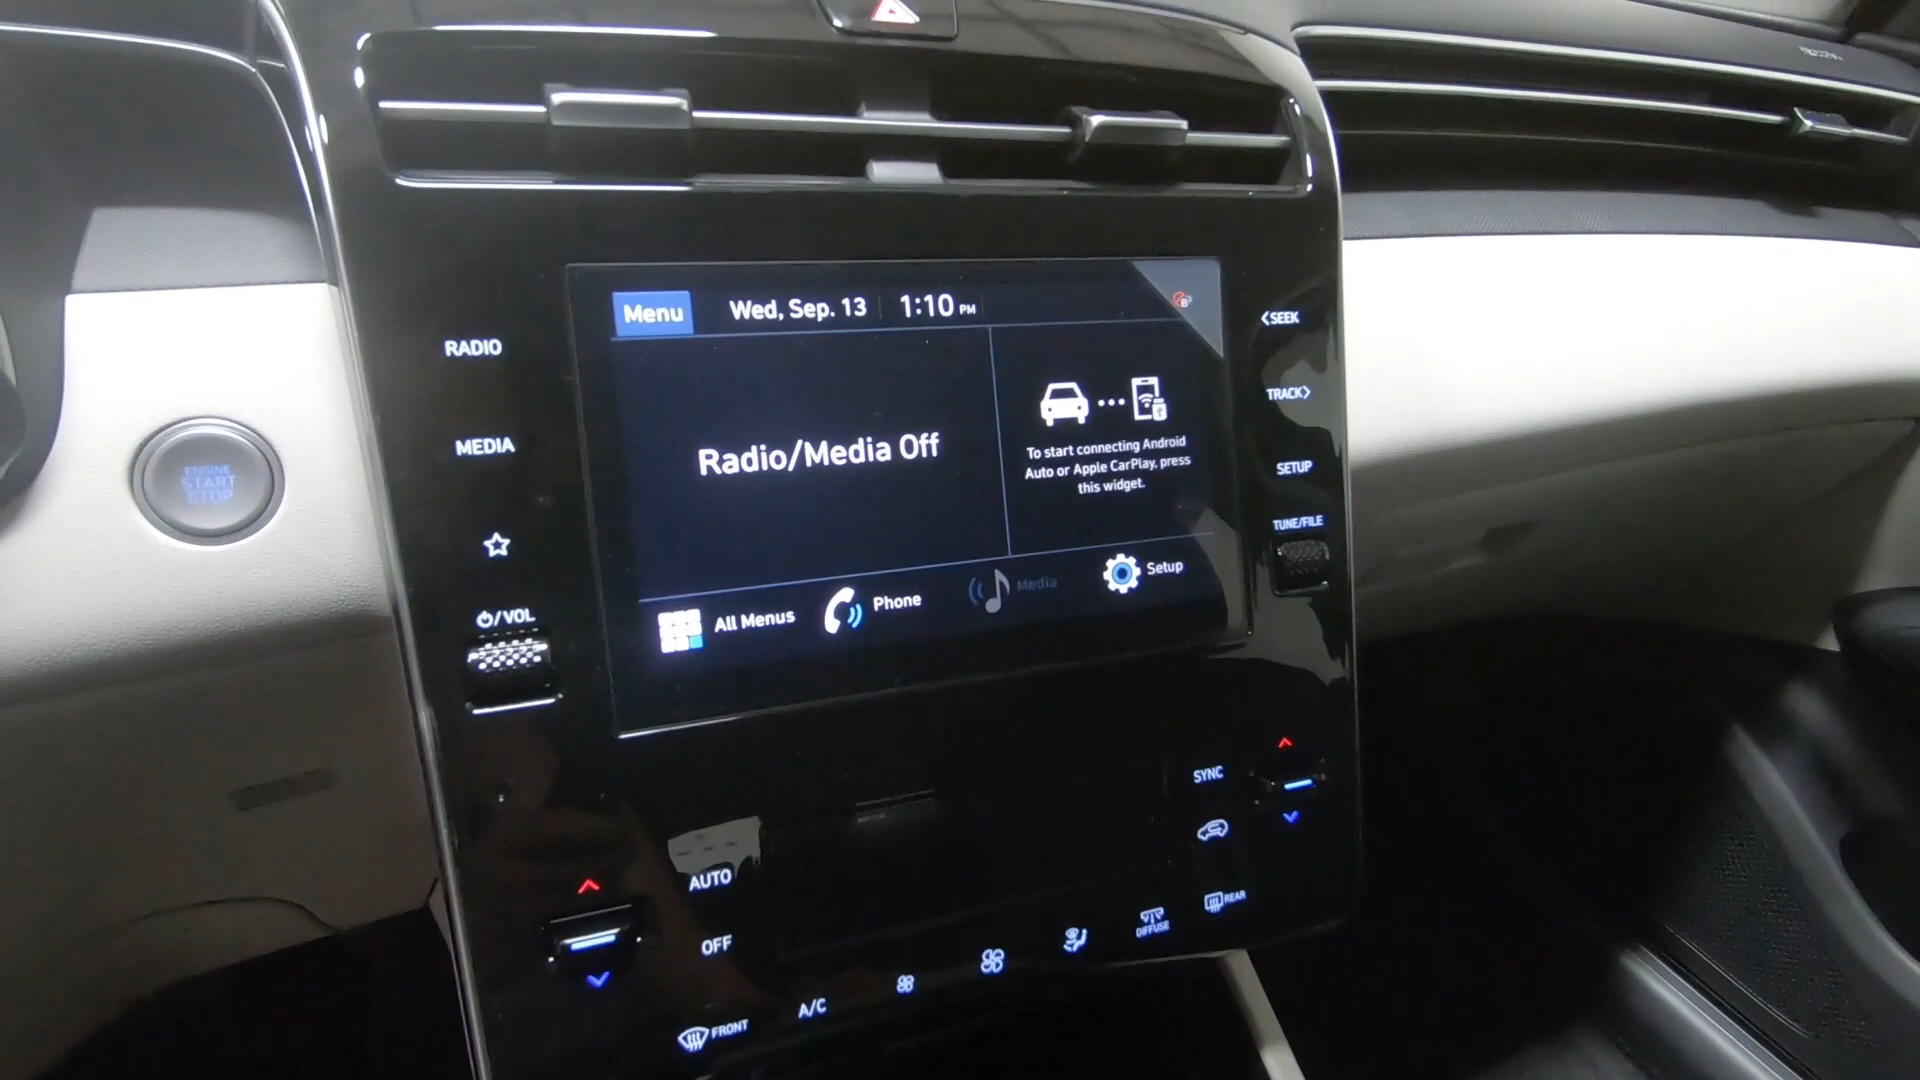 Menu
Wed, Sep. 13
1:10 PM
Radio/Media Off
To start connecting Android
Auto or Apple CarPlay, press
this widget.
All Menus
Phone
Media
Setup
RADIO
MEDIA
⏻/VOL
<SEEK
TRACK>
SETUP
TUNE/FILE
ENGINE
START
STOP
SYNC
AUTO
OFF
A/C
FRONT
DIFFUSE
REAR